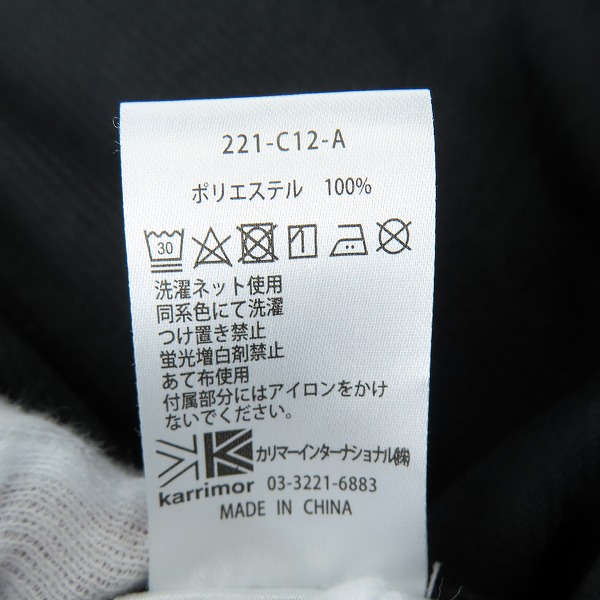 221-C12-A
ポリエステル 100%
30
洗濯ネット使用
同系色にて洗濯
つけ置き禁止
蛍光増白剤禁止
あて布使用
付属部分にはアイロンをかけ
ないでください。
カリマーインターナショナル㈱
karrimor 03-3221-6883
MADE IN CHINA